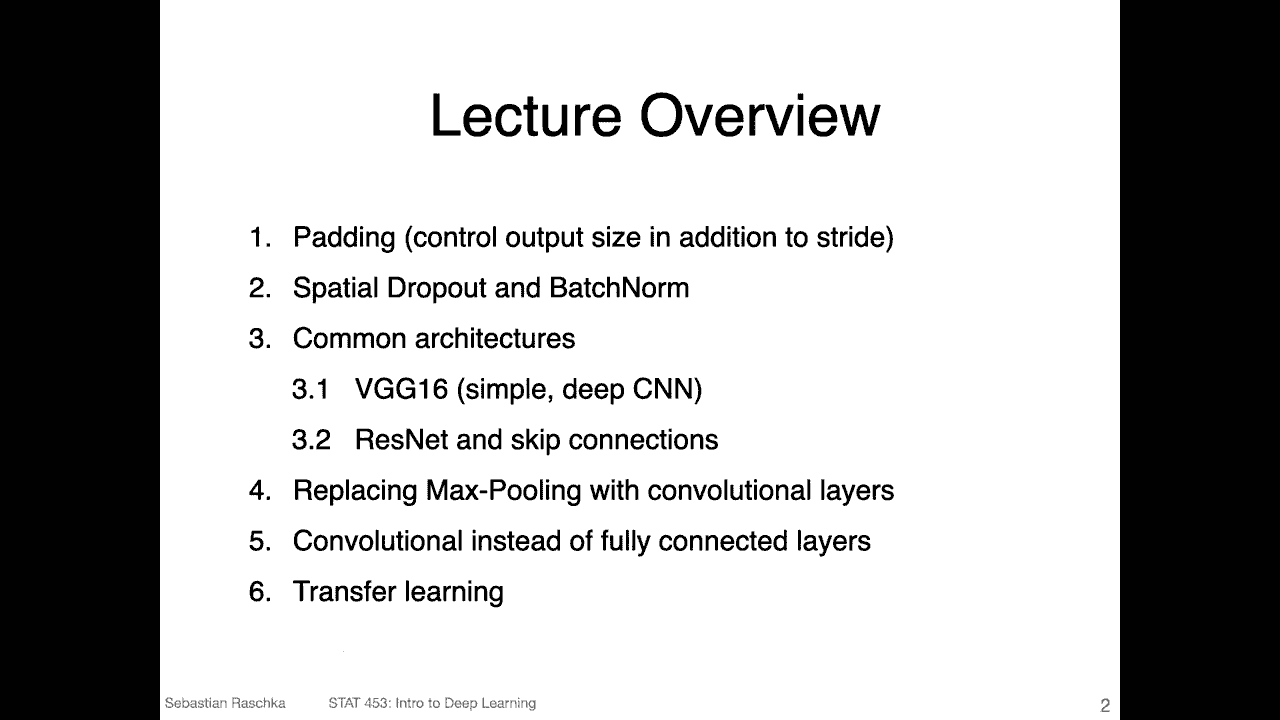 Lecture Overview
1. Padding (control output size in addition to stride)
2. Spatial Dropout and BatchNorm
3. Common architectures
3.1 VGG16 (simple, deep CNN)
3.2 ResNet and skip connections
4. Replacing Max-Pooling with convolutional layers
5. Convolutional instead of fully connected layers
6. Transfer learning
Sebastian Raschka STAT 453: Intro to Deep Learning 2